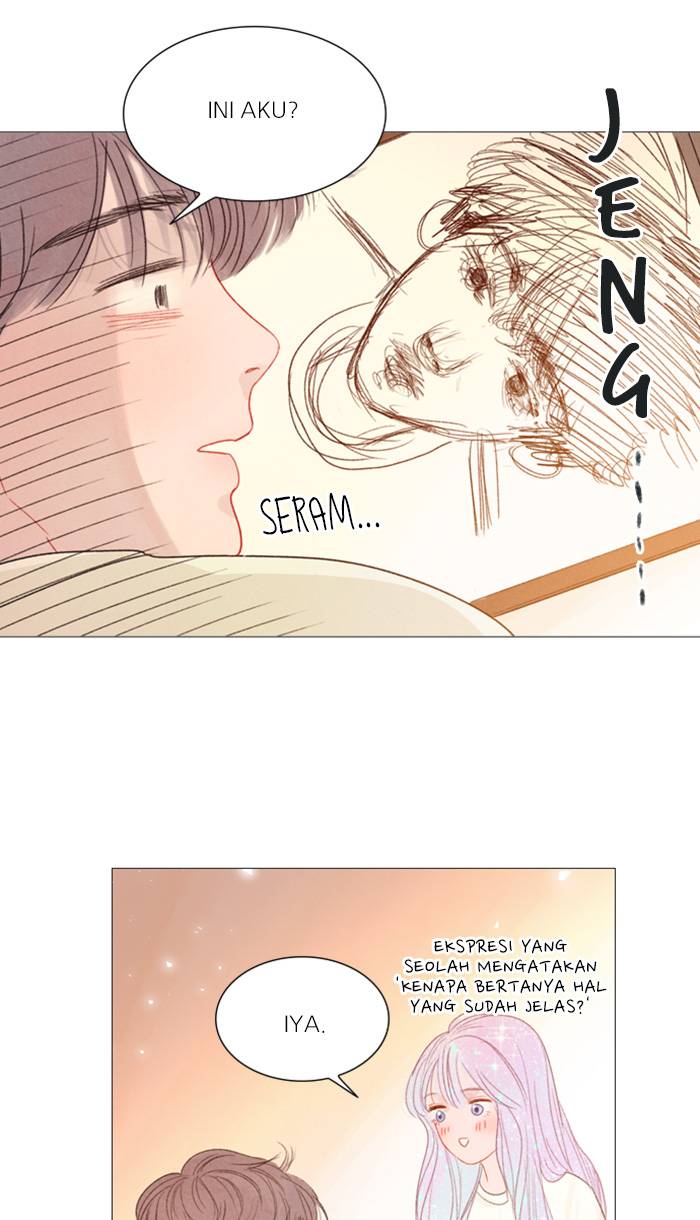 INI AKU?
JENG
SERAM...
EKSPRESI YANG
SEOLAH MENGATAKAN
'KENAPA BERTANYA HAL
YANG SUDAH JELAS?'
IYA.